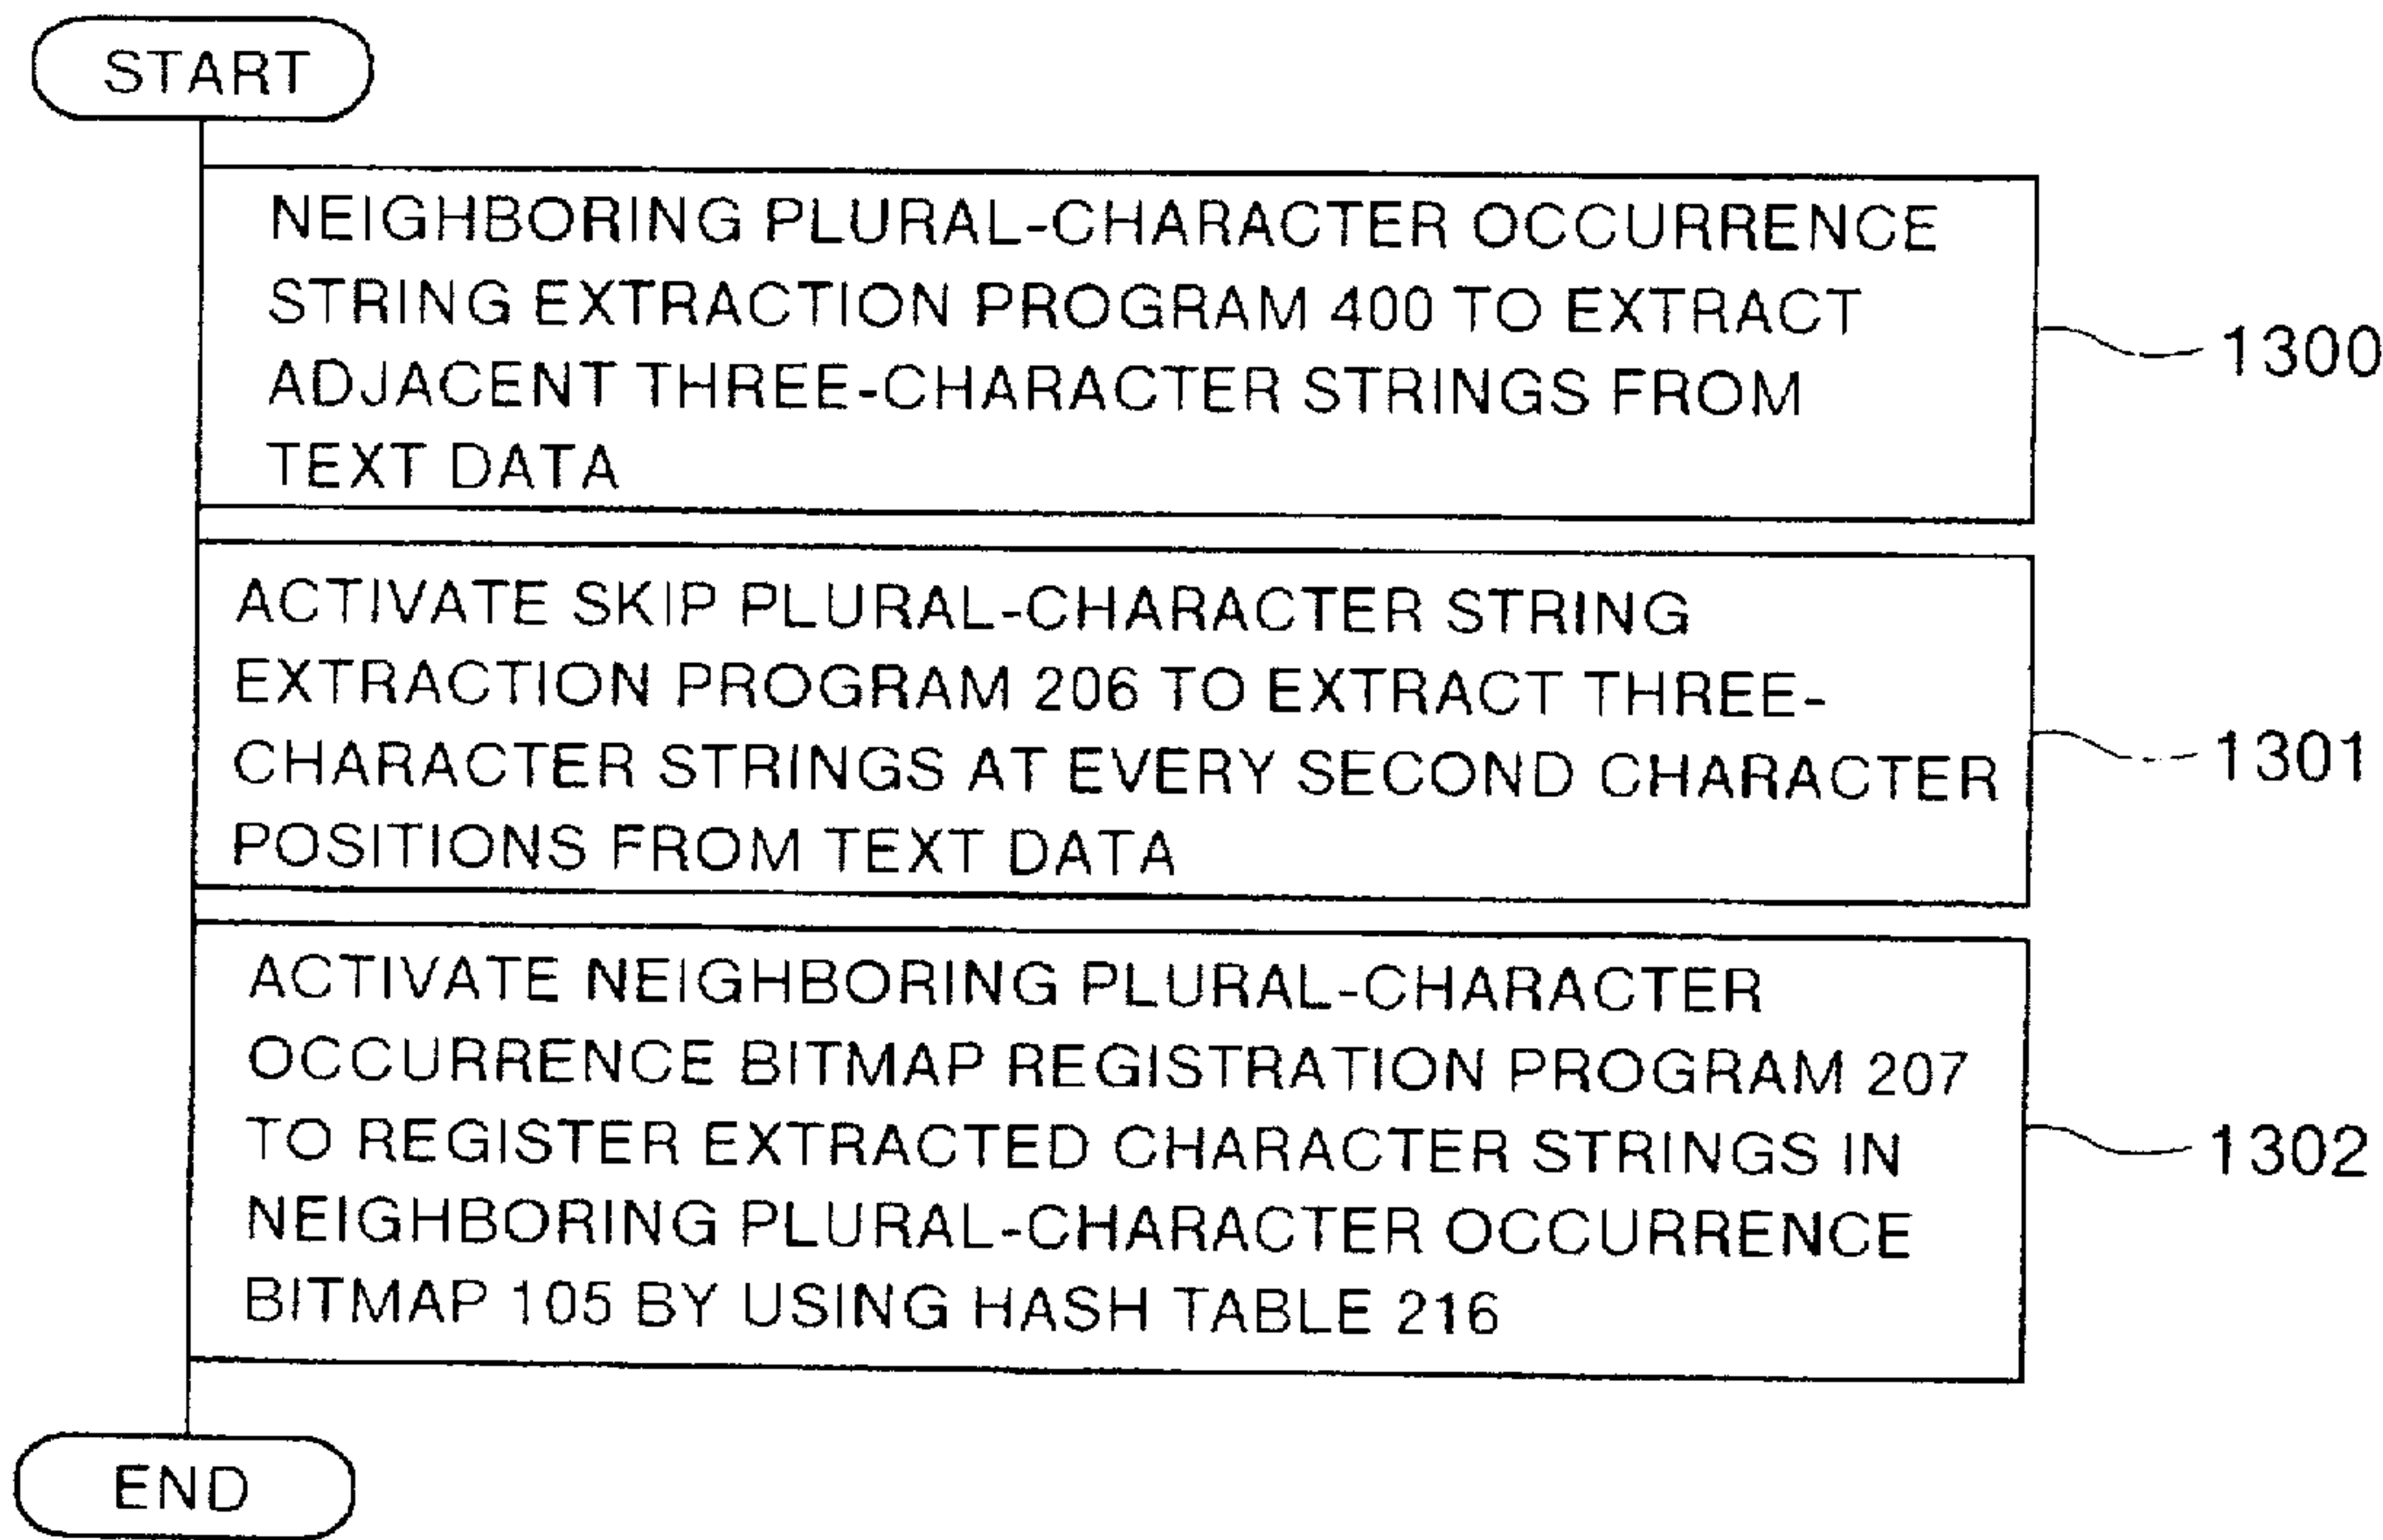 START
NEIGHBORING PLURAL-CHARACTER OCCURRENCE
STRING EXTRACTION PROGRAM 400 TO EXTRACT
ADJACENT THREE-CHARACTER STRINGS FROM
TEXT DATA
1300
ACTIVATE SKIP PLURAL-CHARACTER STRING
EXTRACTION PROGRAM 206 TO EXTRACT THREE-
CHARACTER STRINGS AT EVERY SECOND CHARACTER
POSITIONS FROM TEXT DATA
1301
ACTIVATE NEIGHBORING PLURAL-CHARACTER
OCCURRENCE BITMAP REGISTRATION PROGRAM 207
TO REGISTER EXTRACTED CHARACTER STRINGS IN
NEIGHBORING PLURAL-CHARACTER OCCURRENCE
BITMAP 105 BY USING HASH TABLE 216
1302
END